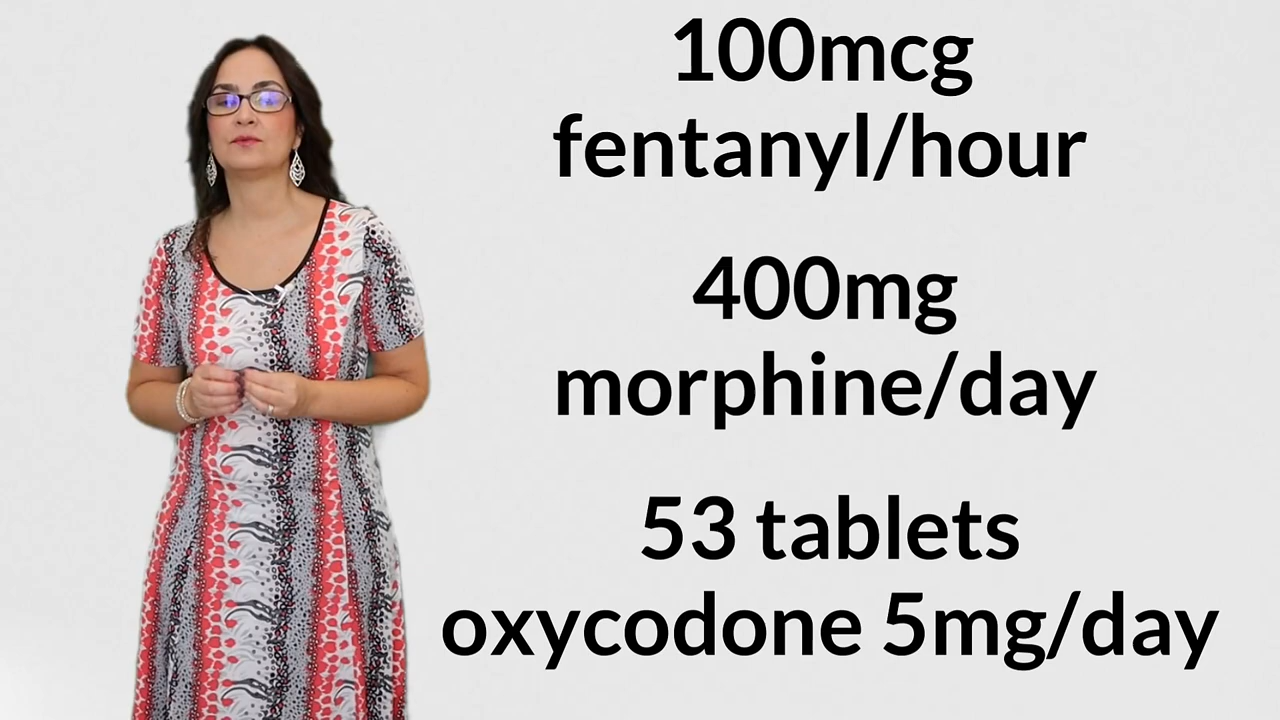 100mcg
fentanyl/hour
400mg
morphine/day
53 tablets
oxycodone 5mg/day